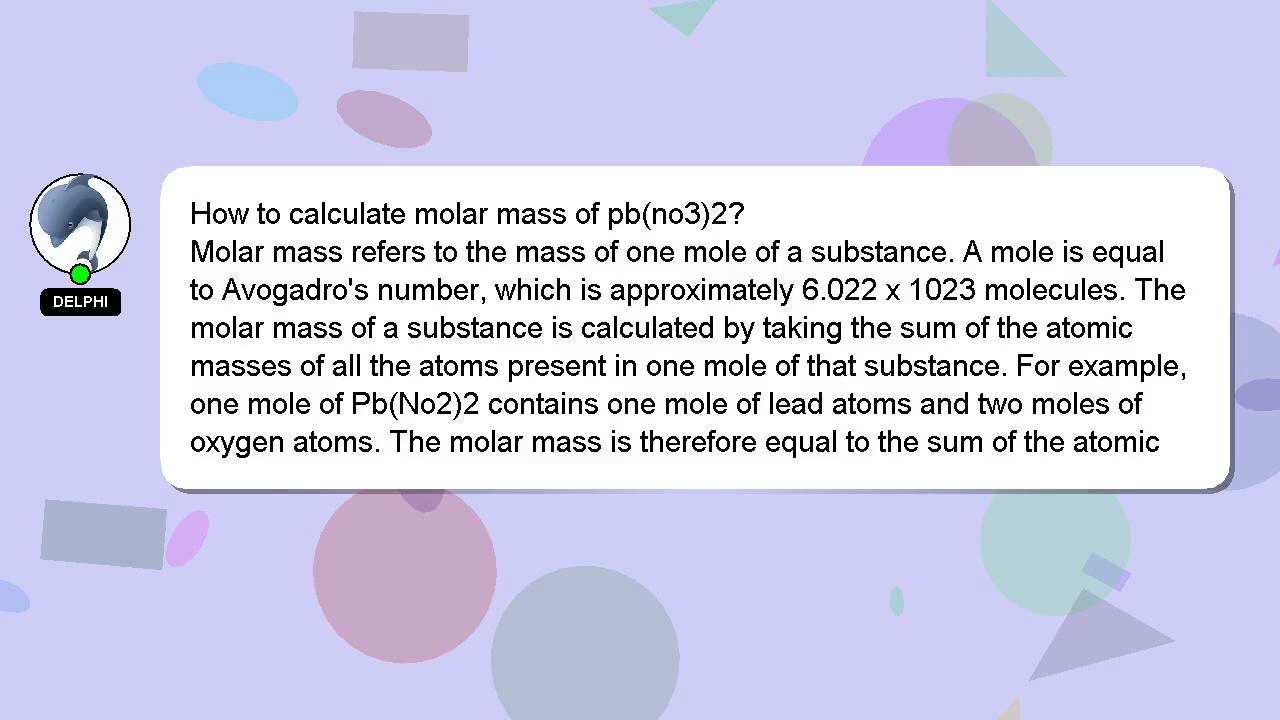 How to calculate molar mass of pb(no3)2?
Molar mass refers to the mass of one mole of a substance. A mole is equal
to Avogadro's number, which is approximately 6.022 x 1023 molecules. The
molar mass of a substance is calculated by taking the sum of the atomic
masses of all the atoms present in one mole of that substance. For example,
one mole of Pb(No2)2 contains one mole of lead atoms and two moles of
oxygen atoms. The molar mass is therefore equal to the sum of the atomic
DELPHI